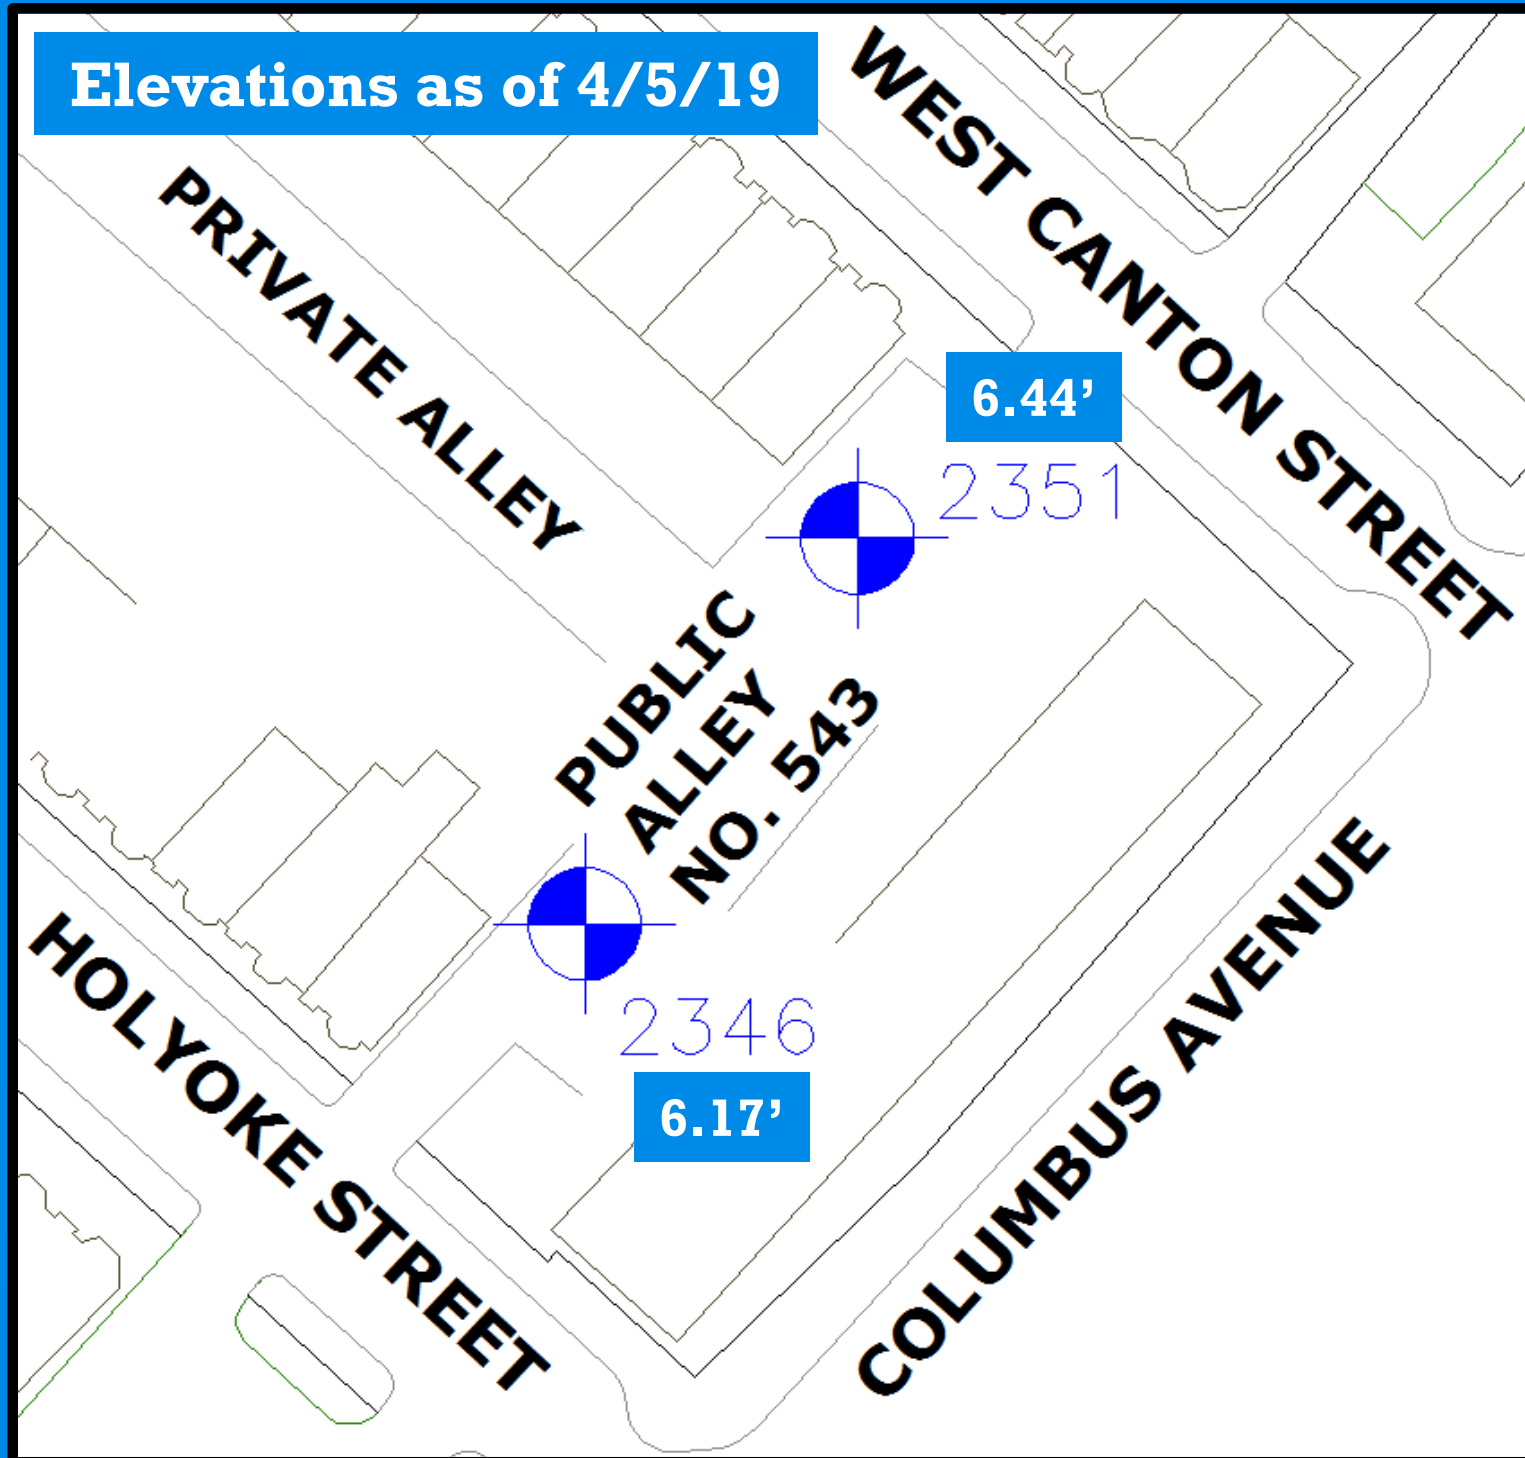 Elevations as of 4/5/19
WEST CANTON STREET
PRIVATE ALLEY
6.44’
2351
PUBLIC
ALLEY
NO. 543
2346
6.17’
HOLYOKE STREET
COLUMBUS AVENUE